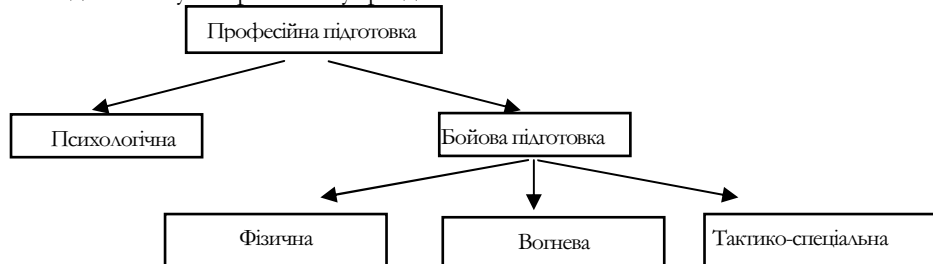 Професійна підготовка
Психологічна
Бойова підготовка
Фізична
Вогнева
Тактико-спеціальна